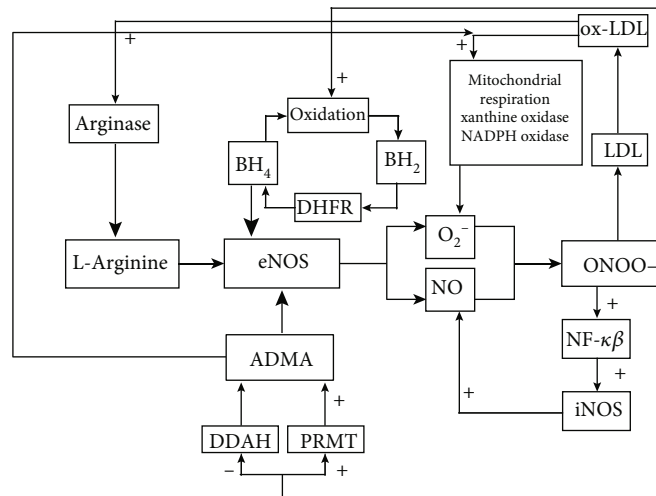 ox-LDL
+
+
+
Mitochondrial
respiration
xanthine oxidase
NADPH oxidase
Arginase
Oxidation
LDL
BH₄
BH₂
DHFR
O₂⁻
L-Arginine
eNOS
NO
ONOO–
+
NF-κβ
ADMA
+
+
+
iNOS
DDAH
PRMT
–
+